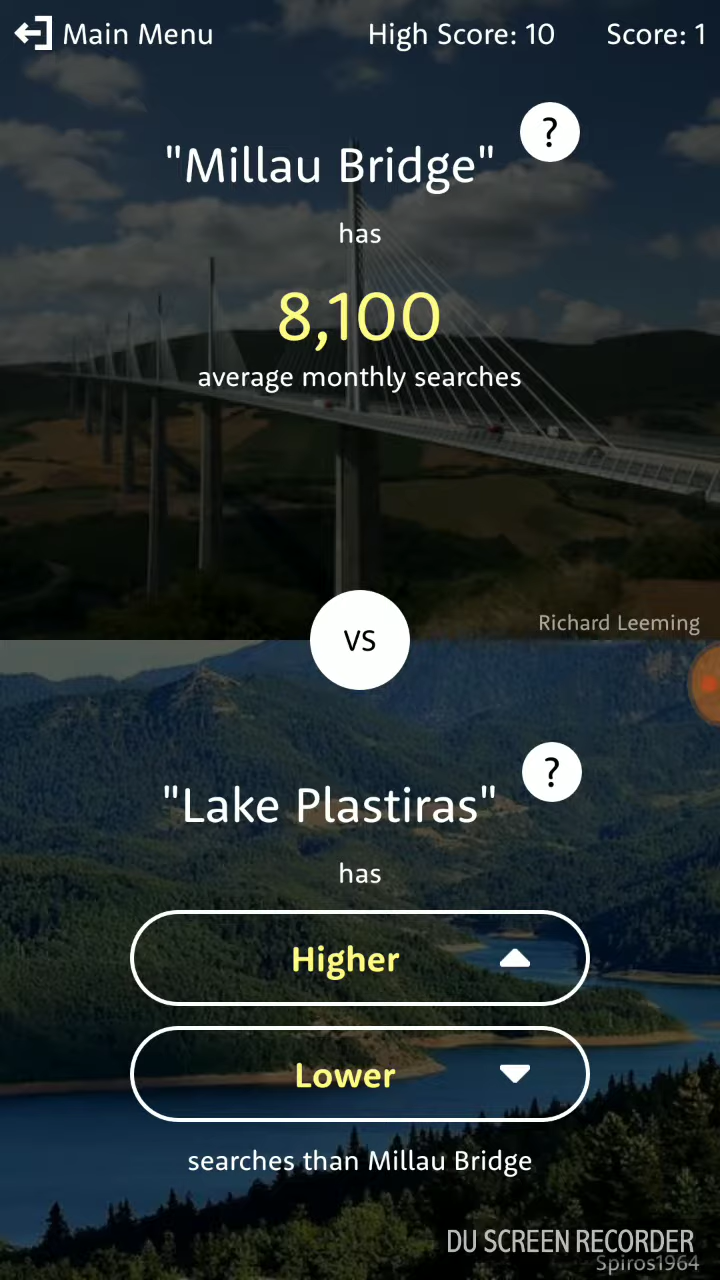 Main Menu High Score: 10 Score: 1
?
"Millau Bridge"
has
8,100
average monthly searches
Richard Leeming
VS
?
"Lake Plastiras"
has
Higher
Lower
searches than Millau Bridge
DU SCREEN RECORDER
Spiros1964